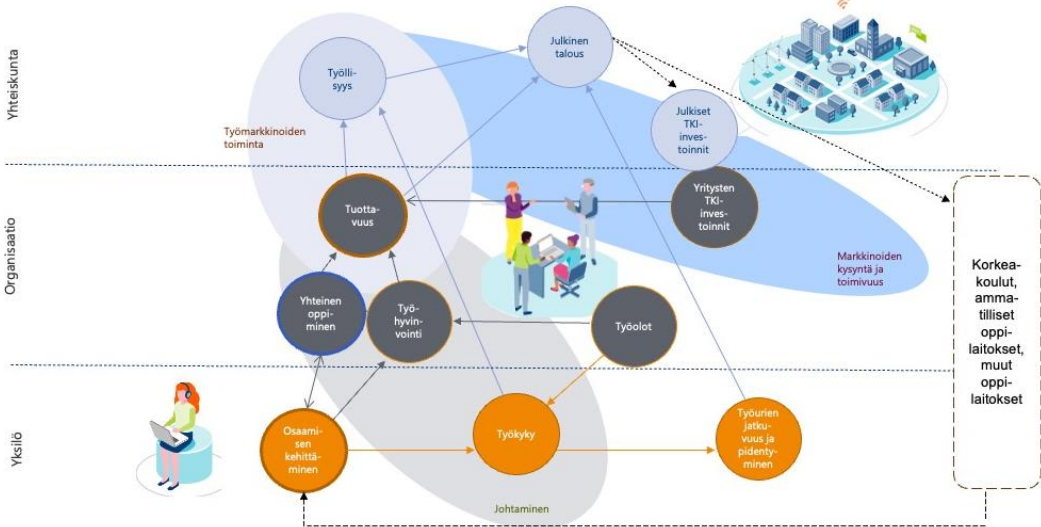 Yhteiskunta
Työlli-
syys
Julkinen
talous
Julkiset
TKI-
inves-
toinnit
Työmarkkinoiden
toiminta
Organisaatio
Tuotta-
vuus
Yritysten
TKI-
inves-
toinnit
Markkinoiden
kysyntä ja
toimivuus
Yhteinen
oppi-
minen
Työ-
hyvin-
vointi
Työolot
Korkea-
koulut,
amma-
tilliset
oppi-
laitokset,
muut
oppi-
laitokset
Yksilö
Osaami-
sen
kehittä-
minen
Työkyky
Työurien
jatku-
vuus ja
pidenty-
minen
Johtaminen